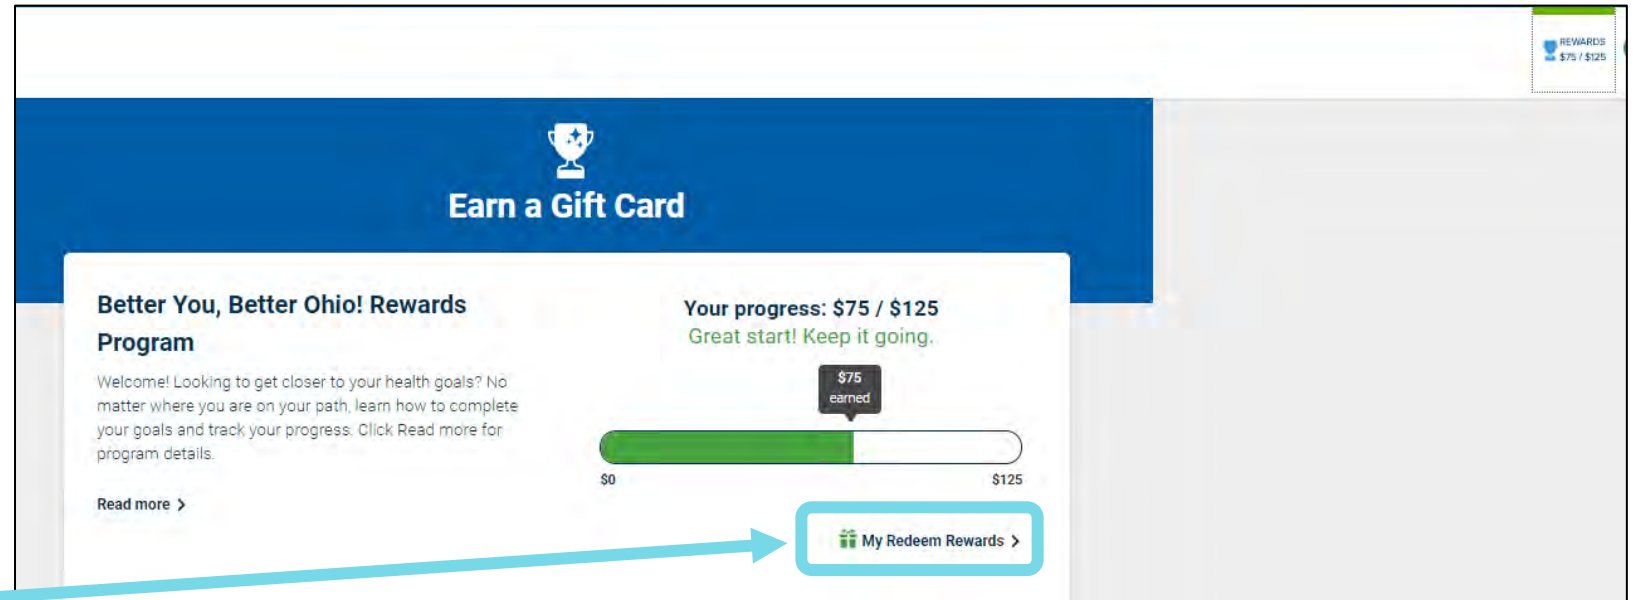 REWARDS
$75 / $125
Earn a Gift Card
Better You, Better Ohio! Rewards
Program
Welcome! Looking to get closer to your health goals? No
matter where you are on your path, learn how to complete
your goals and track your progress. Click Read more for
program details.
Read more >
Your progress: $75 / $125
Great start! Keep it going.
$75
earned
$0
$125
My Redeem Rewards >